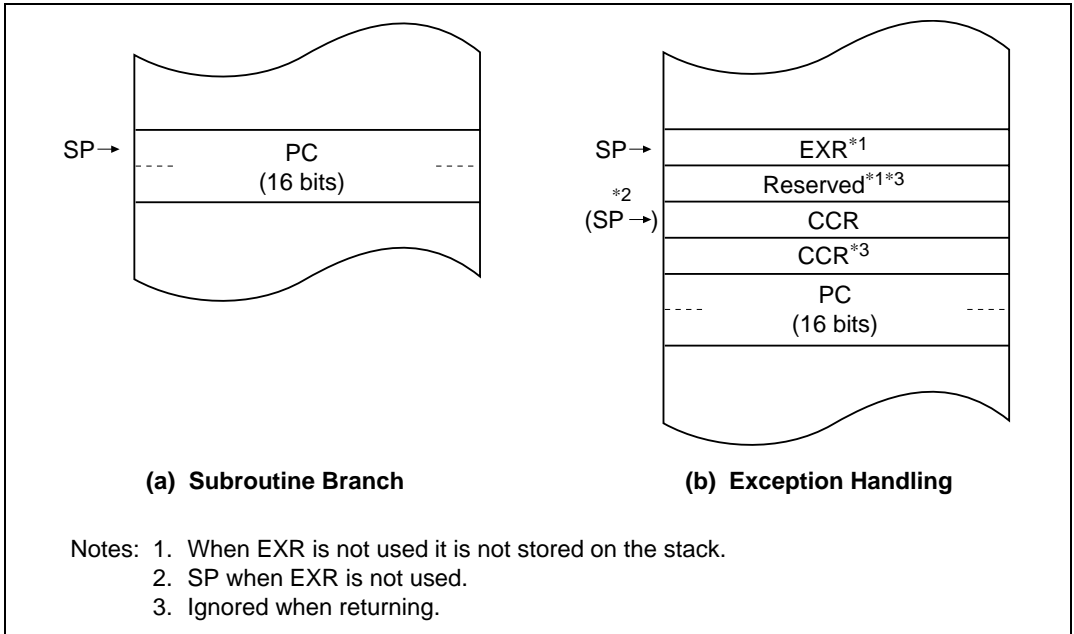 SP→
PC
(16 bits)
(a) Subroutine Branch
SP→
EXR*1
Reserved*1*3
*2
(SP→)
CCR
CCR*3
PC
(16 bits)
(b) Exception Handling
Notes: 1. When EXR is not used it is not stored on the stack.
2. SP when EXR is not used.
3. Ignored when returning.